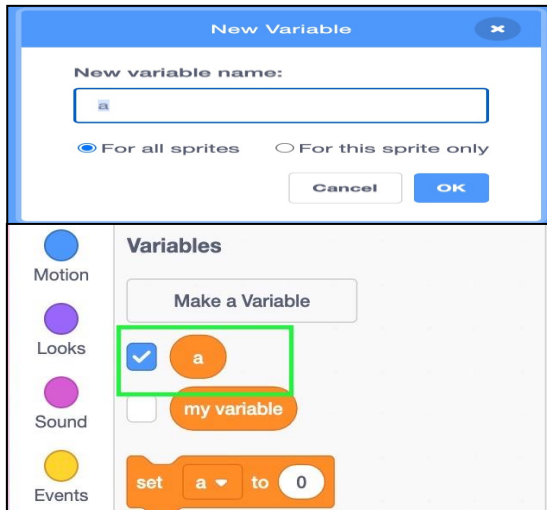 New Variable
New variable name:
a
For all sprites For this sprite only
Cancel OK
Variables
Motion
Make a Variable
Looks
a
my variable
Sound
set a to 0
Events